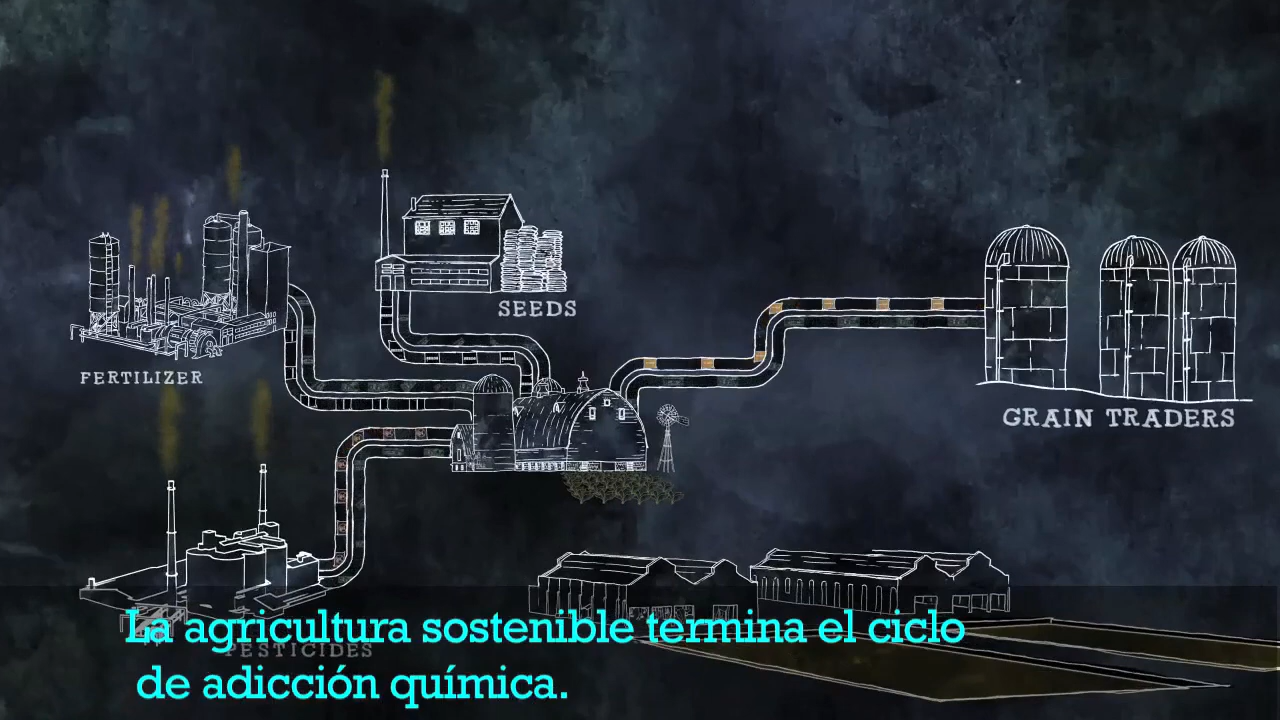 SEEDS
FERTILIZER
GRAIN TRADERS
PESTICIDES
La agricultura sostenible termina el ciclo
de adicción química.